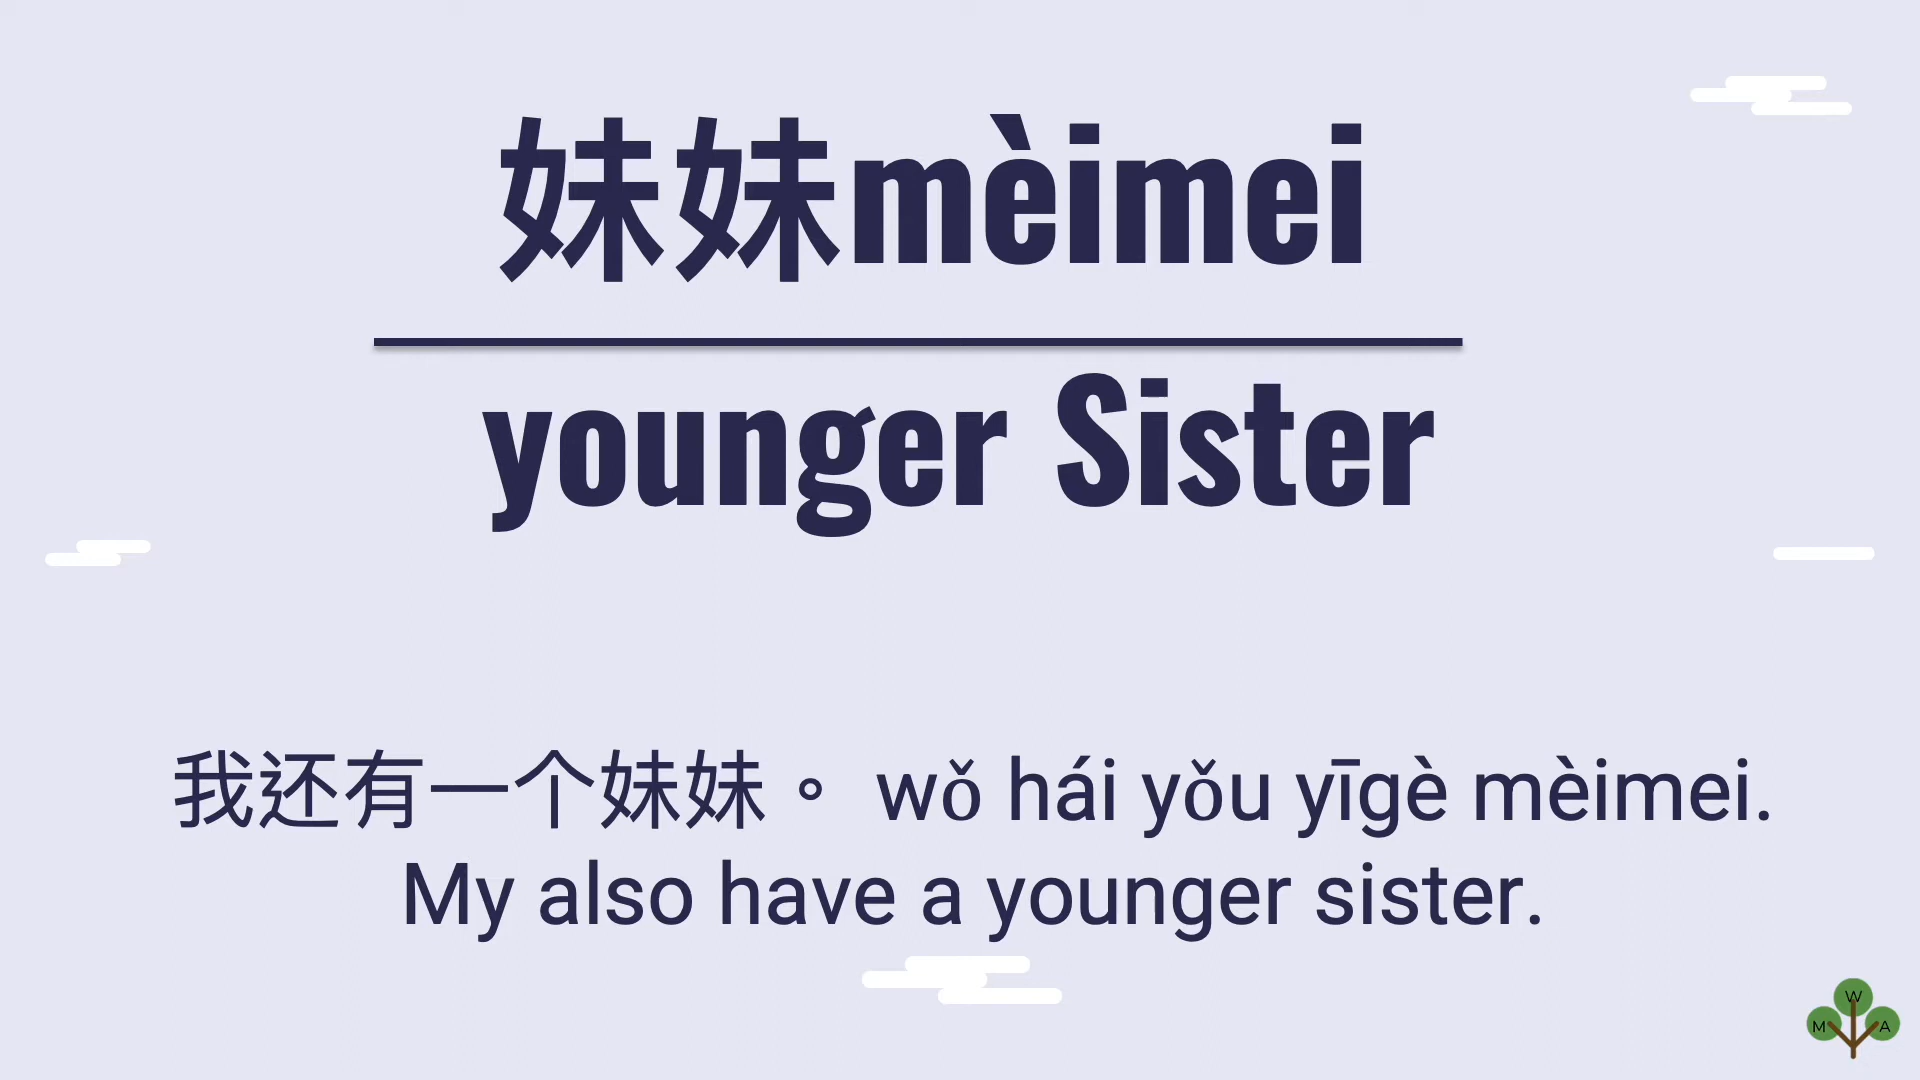 妹妹mèimei
younger Sister
我还有一个妹妹。 wǒ hái yǒu yīgè mèimei.
My also have a younger sister.
W
M A